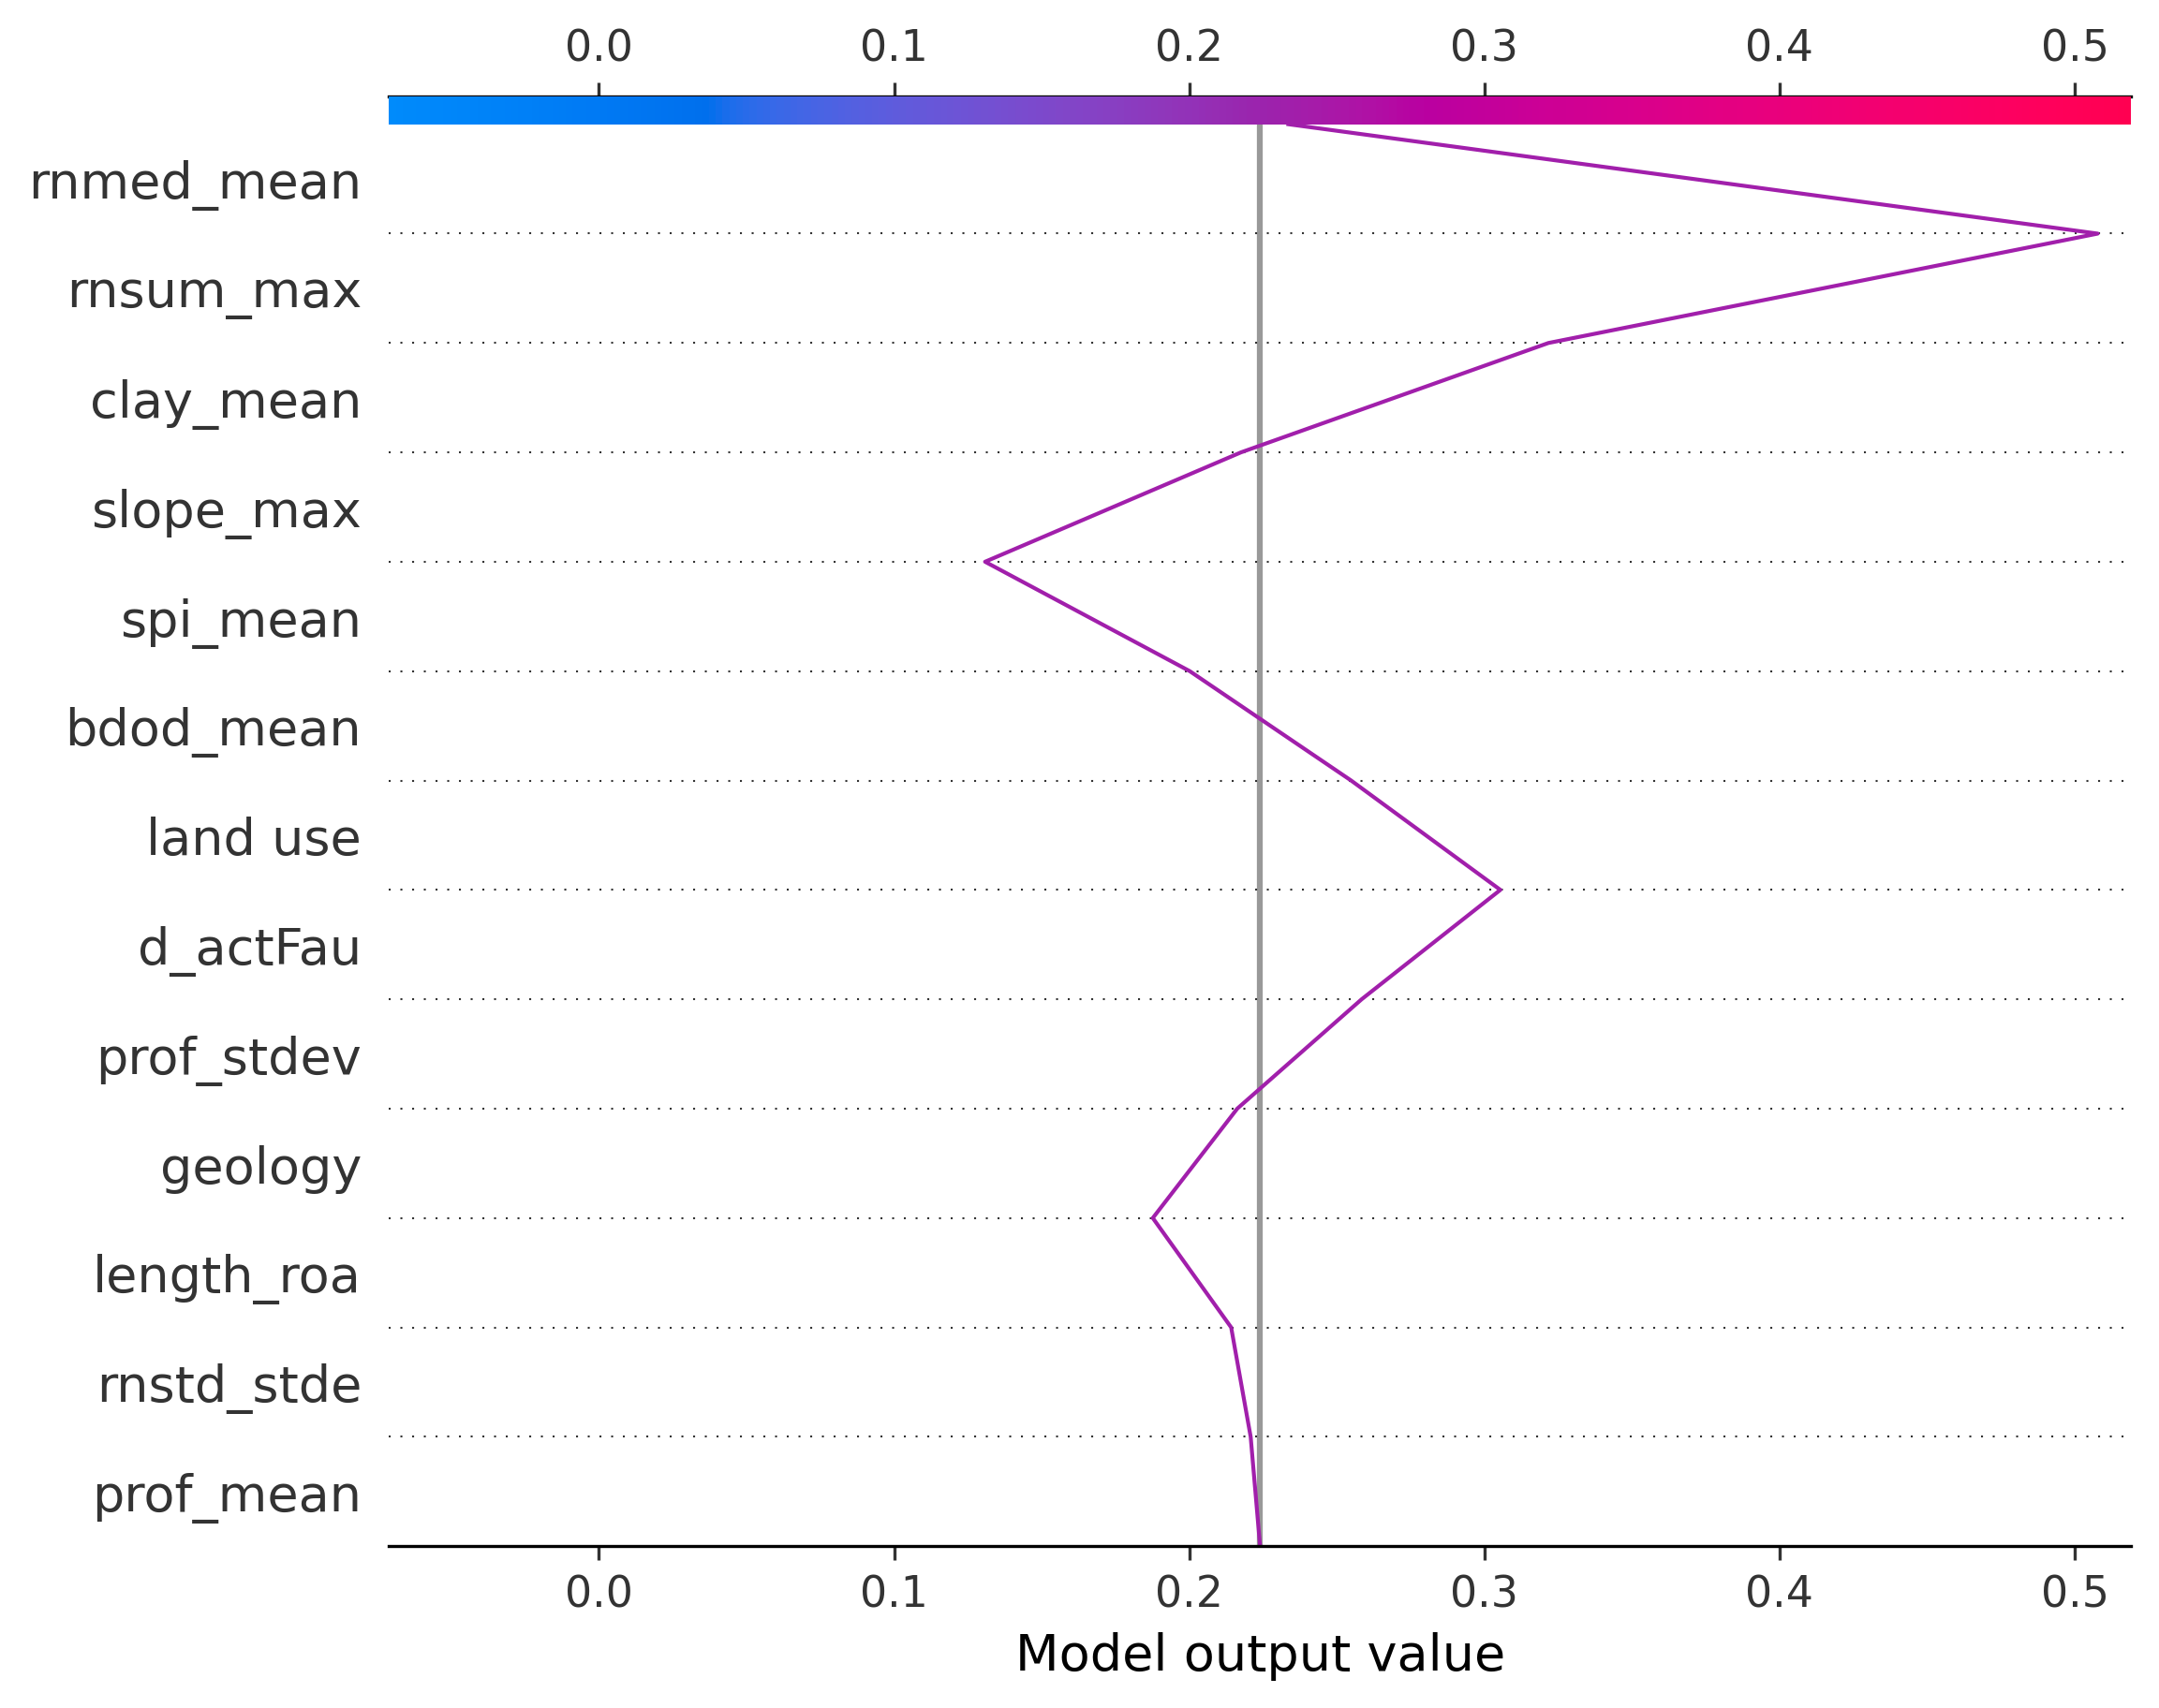 0.0 0.1 0.2 0.3 0.4 0.5
rnmed_mean
rnsum_max
clay_mean
slope_max
spi_mean
bdod_mean
land use
d_actFau
prof_stdev
geology
length_roa
rnstd_stde
prof_mean
0.0 0.1 0.2 0.3 0.4 0.5
Model output value